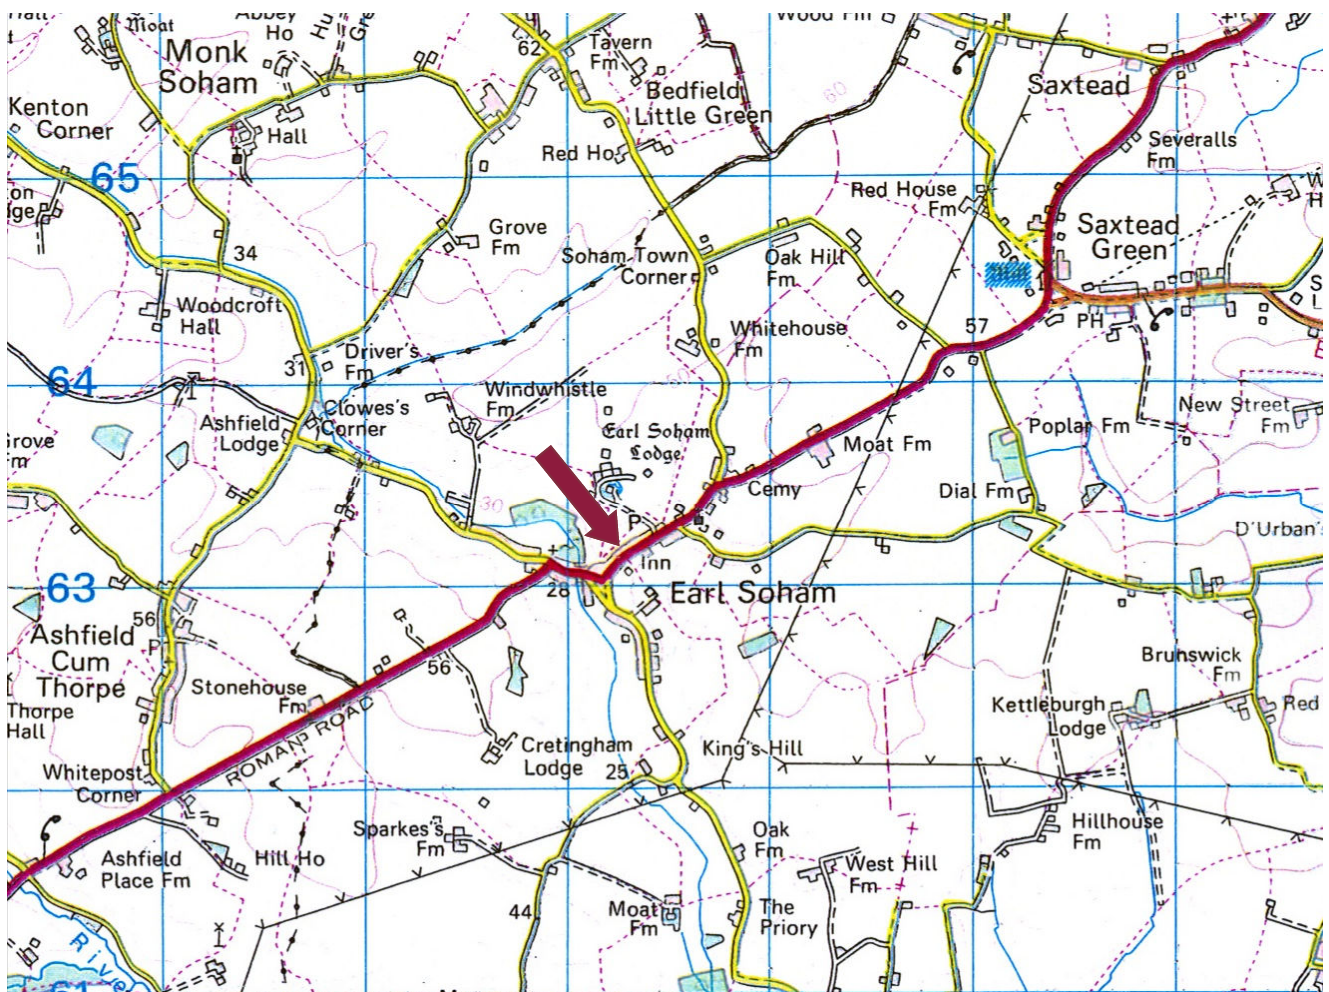 Moat
Abbey
Ho
Monk
Soham
62
Tavern
Fm
Bedfield
Little Green
60
Saxtead
Kenton
Corner
Hall
Red Ho
Severalls
Fm
65
Red House
Fm
Grove
Fm
Saxtead
Green
34
Soham Town
Corner
Oak Hill
Fm
Woodcroft
Hall
57
PH
Whitehouse
Fm
31
Driver's
Fm
64
Windwhistle
Fm
Clowes's
Corner
Ashfield
Lodge
Earl Soham
Lodge
Moat Fm
Poplar Fm
New Street
Fm
30
Cemy
Dial Fm
P
Inn
D'Urban's
63
28
Earl Soham
56
P
Ashfield
Cum
Thorpe
56
Brunswick
Fm
Stonehouse
Fm
Thorpe
Hall
ROMAN ROAD
Kettleburgh
Lodge
Red
Cretingham
Lodge
25
King's Hill
Whitepost
Corner
Sparkes's
Fm
Oak
Fm
Hillhouse
Fm
Ashfield
Place Fm
Hill Ho
West Hill
Fm
44
Moat
Fm
The
Priory
61